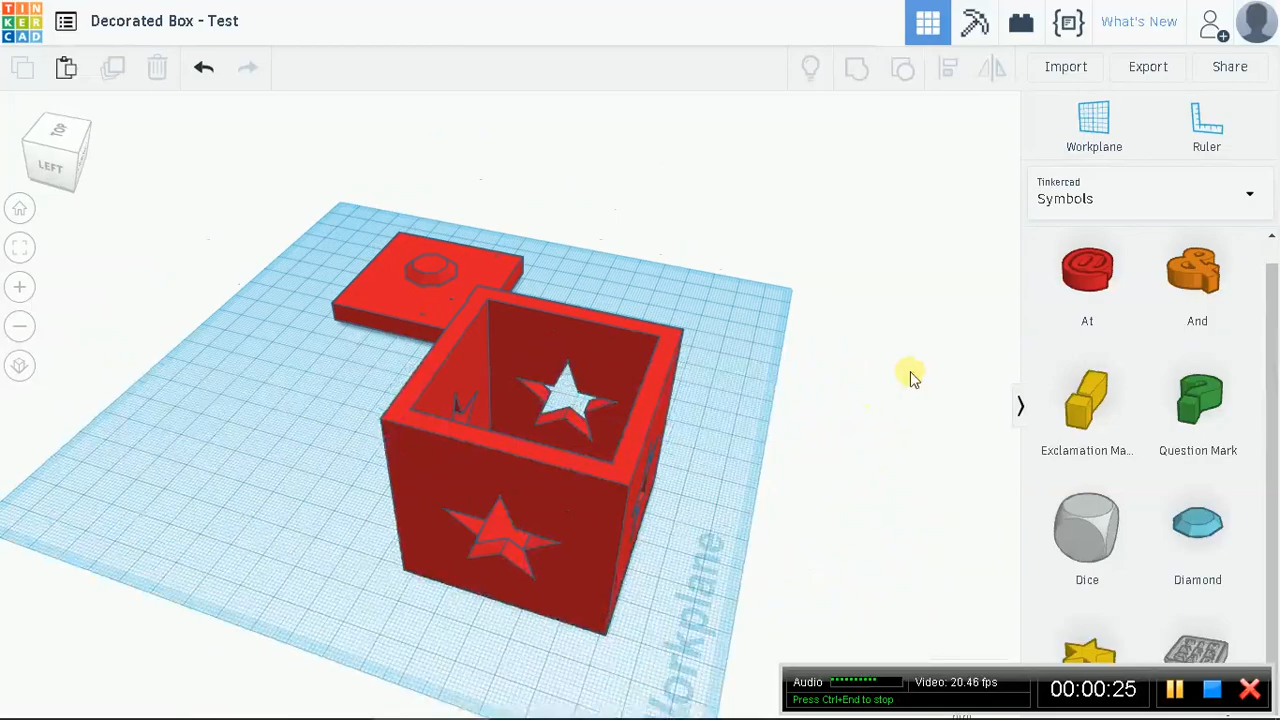 TIN
KER
CAD
Decorated Box - Test
What's New
Import
Export
Share
TOP
LEFT
Workplane
Ruler
Tinkercad
Symbols
At
And
Exclamation Ma...
Question Mark
Dice
Diamond
Workplane
Audio
Video: 20.46 fps
Press Ctrl+End to stop
00:00:25